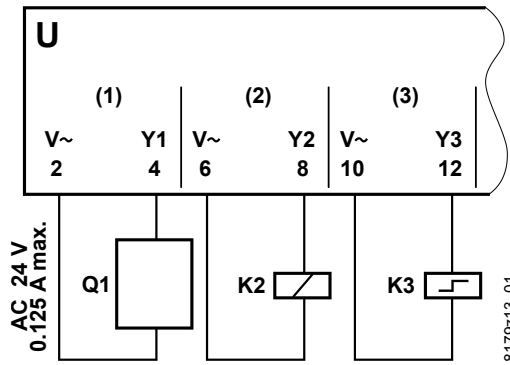 U
(1) (2) (3)
V~ Y1 V~ Y2 V~ Y3
2 4 6 8 10 12
AC 24 V
0.125 A max.
Q1 K2 K3
8179z13_01